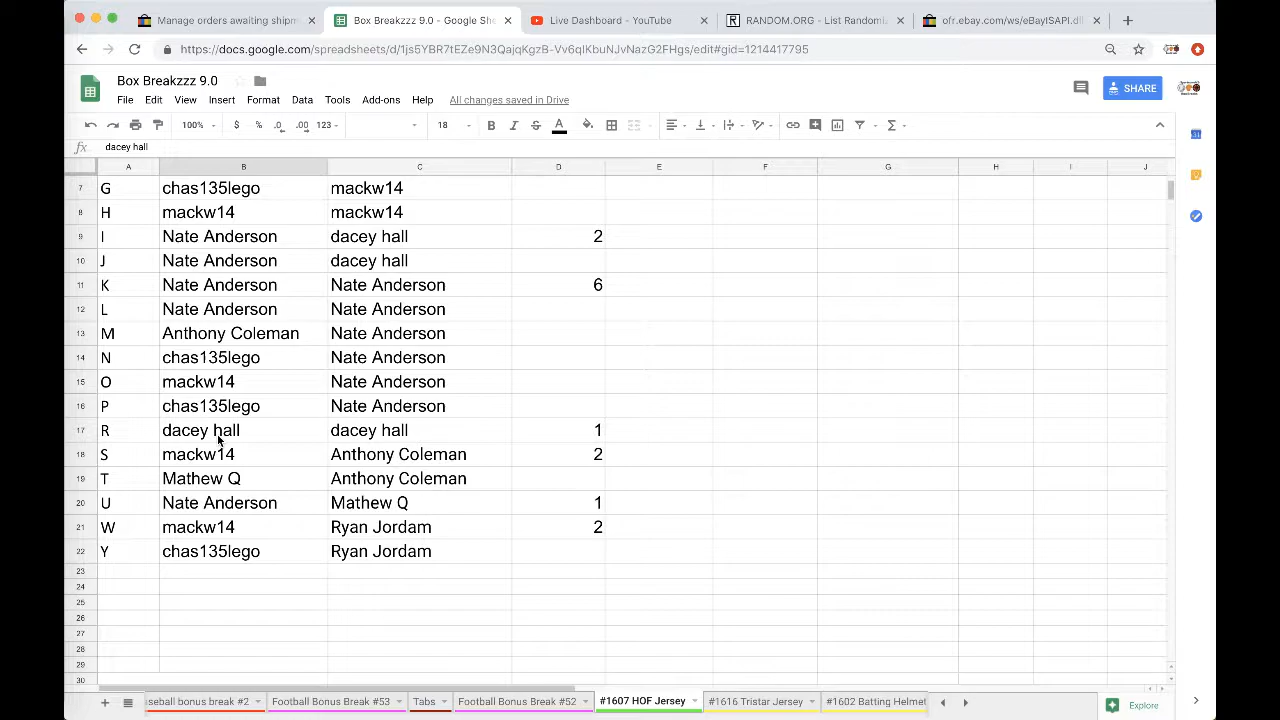 Manage orders awaiting shipm
Box Breakzzz 9.0 - Google She
Live Dashboard - YouTube
RANDOM.ORG - List Randomiz
ofr.ebay.com/ws/eBayISAPI.dll
https://docs.google.com/spreadsheets/d/1js5YBR7tEZe9N3QajqKgzB-Vv6qlKbuNJvNazG2FHgs/edit#gid=1214417795
Box Breakzzz 9.0
File Edit View Insert Format Data Tools Add-ons Help All changes saved in Drive
SHARE
100% $ % .0 .00 123 18 B I S A Σ
fx dacey hall
A B C D E F G H I J
7 G chas135lego mackw14
8 H mackw14 mackw14
9 I Nate Anderson dacey hall 2
10 J Nate Anderson dacey hall
11 K Nate Anderson Nate Anderson 6
12 L Nate Anderson Nate Anderson
13 M Anthony Coleman Nate Anderson
14 N chas135lego Nate Anderson
15 O mackw14 Nate Anderson
16 P chas135lego Nate Anderson
17 R dacey hall dacey hall 1
18 S mackw14 Anthony Coleman 2
19 T Mathew Q Anthony Coleman
20 U Nate Anderson Mathew Q 1
21 W mackw14 Ryan Jordam 2
22 Y chas135lego Ryan Jordam
23
24
25
26
27
28
29
30
seball bonus break #2 Football Bonus Break #53 Tabs Football Bonus Break #52 #1607 HOF Jersey #1616 Tristar Jersey #1602 Batting Helmet
Explore